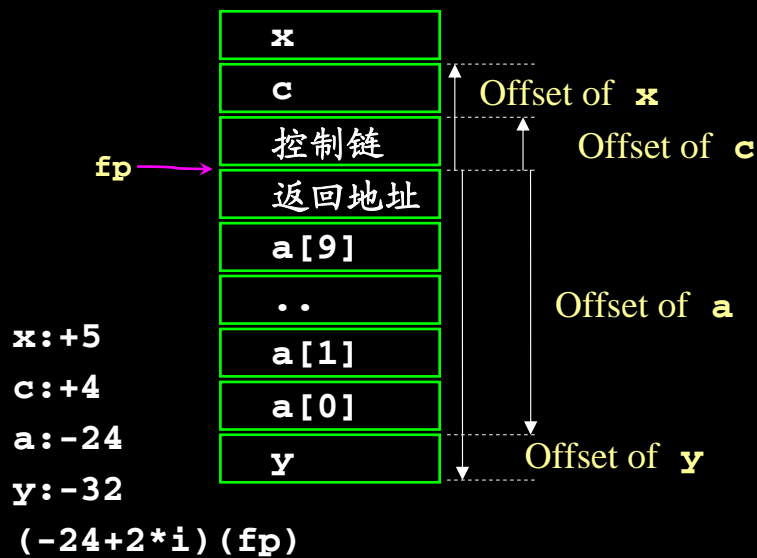 x
c
Offset of x
控制链
Offset of c
fp
返回地址
a[9]
..
Offset of a
x:+5
a[1]
c:+4
a[0]
a:-24
y
Offset of y
y:-32
(-24+2*i)(fp)